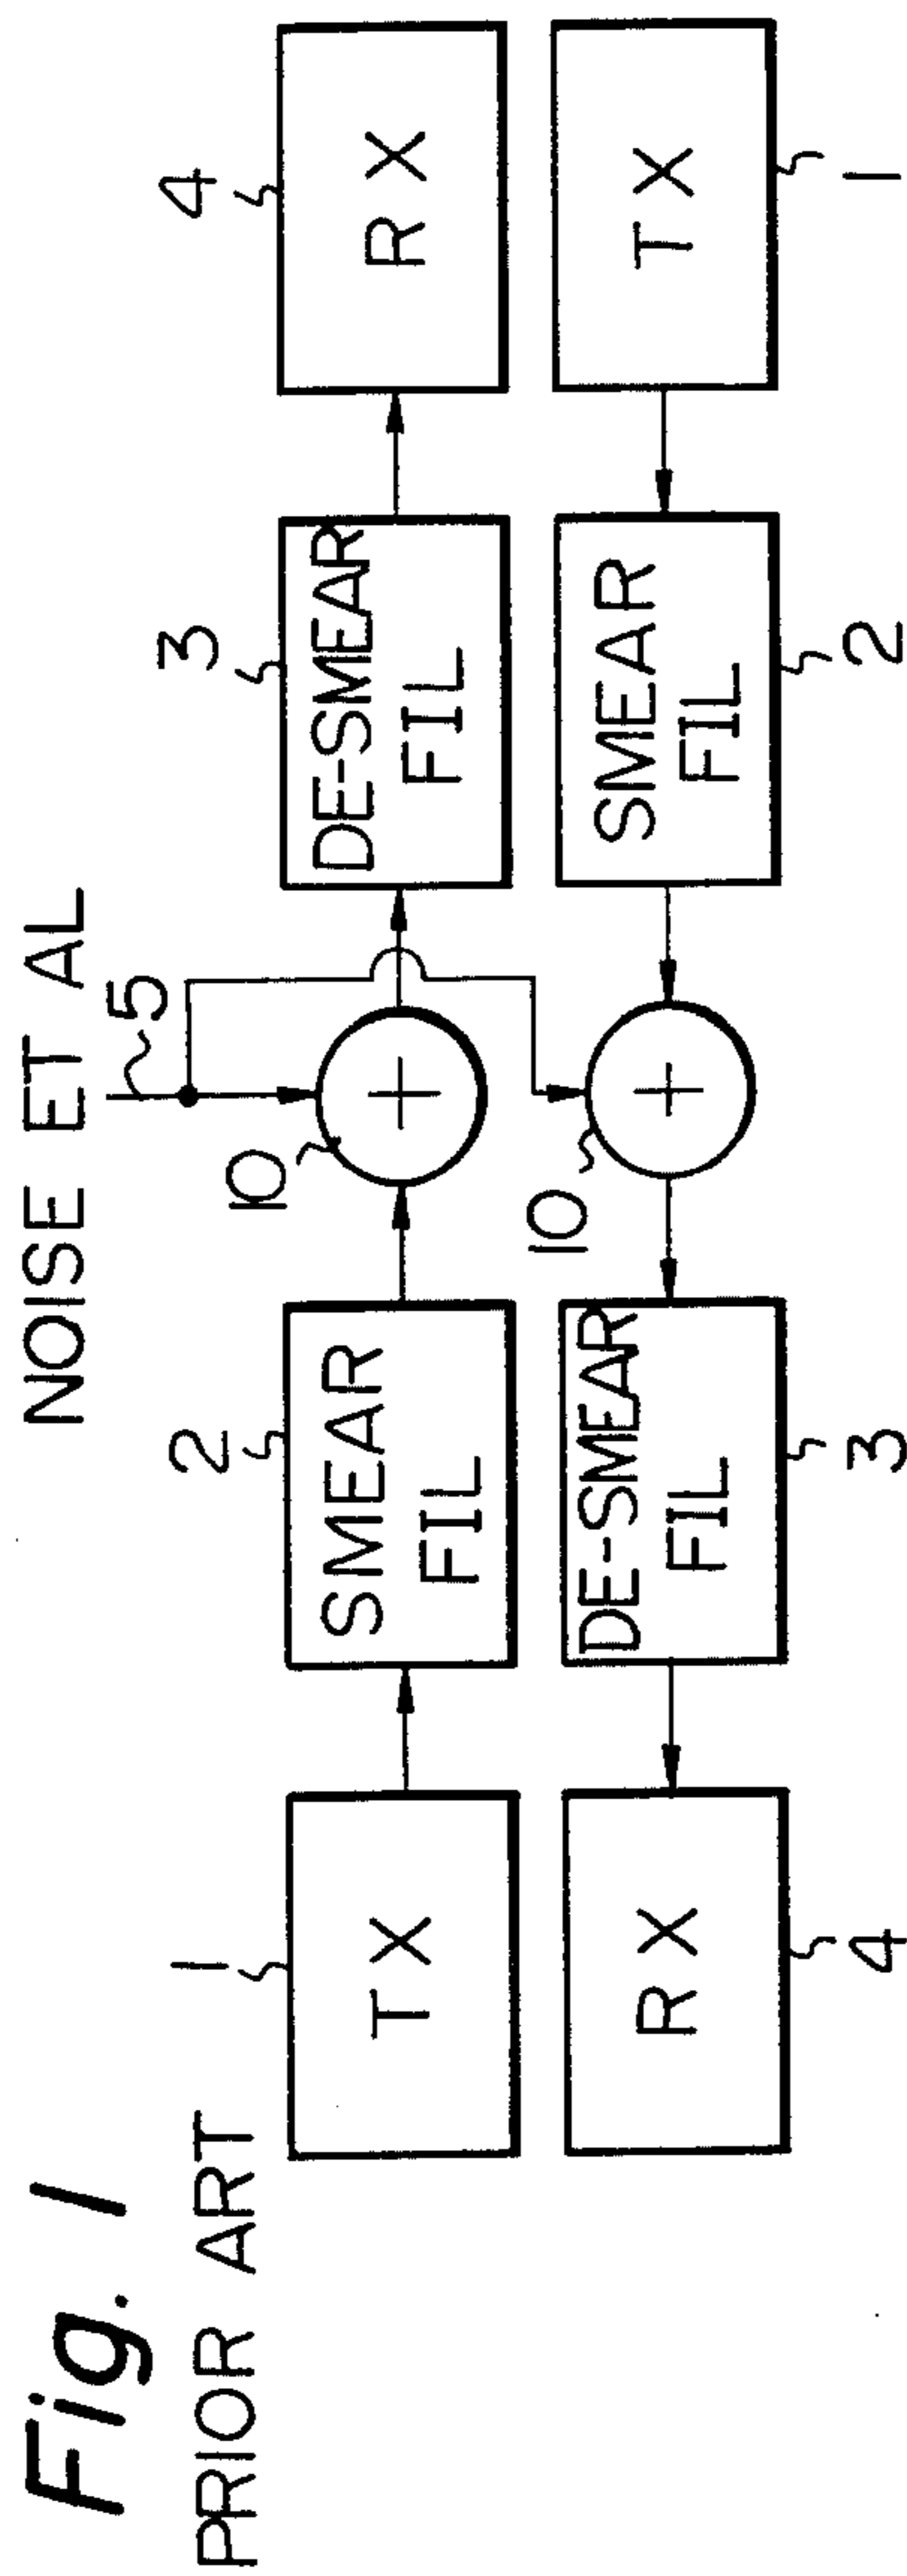 Fig. 1
PRIOR ART
NOISE ET AL
5
1
2
10
3
4
TX
SMEAR
FIL
+
DE-SMEAR
FIL
RX
10
RX
DE-SMEAR
FIL
+
SMEAR
FIL
TX
4
3
2
1